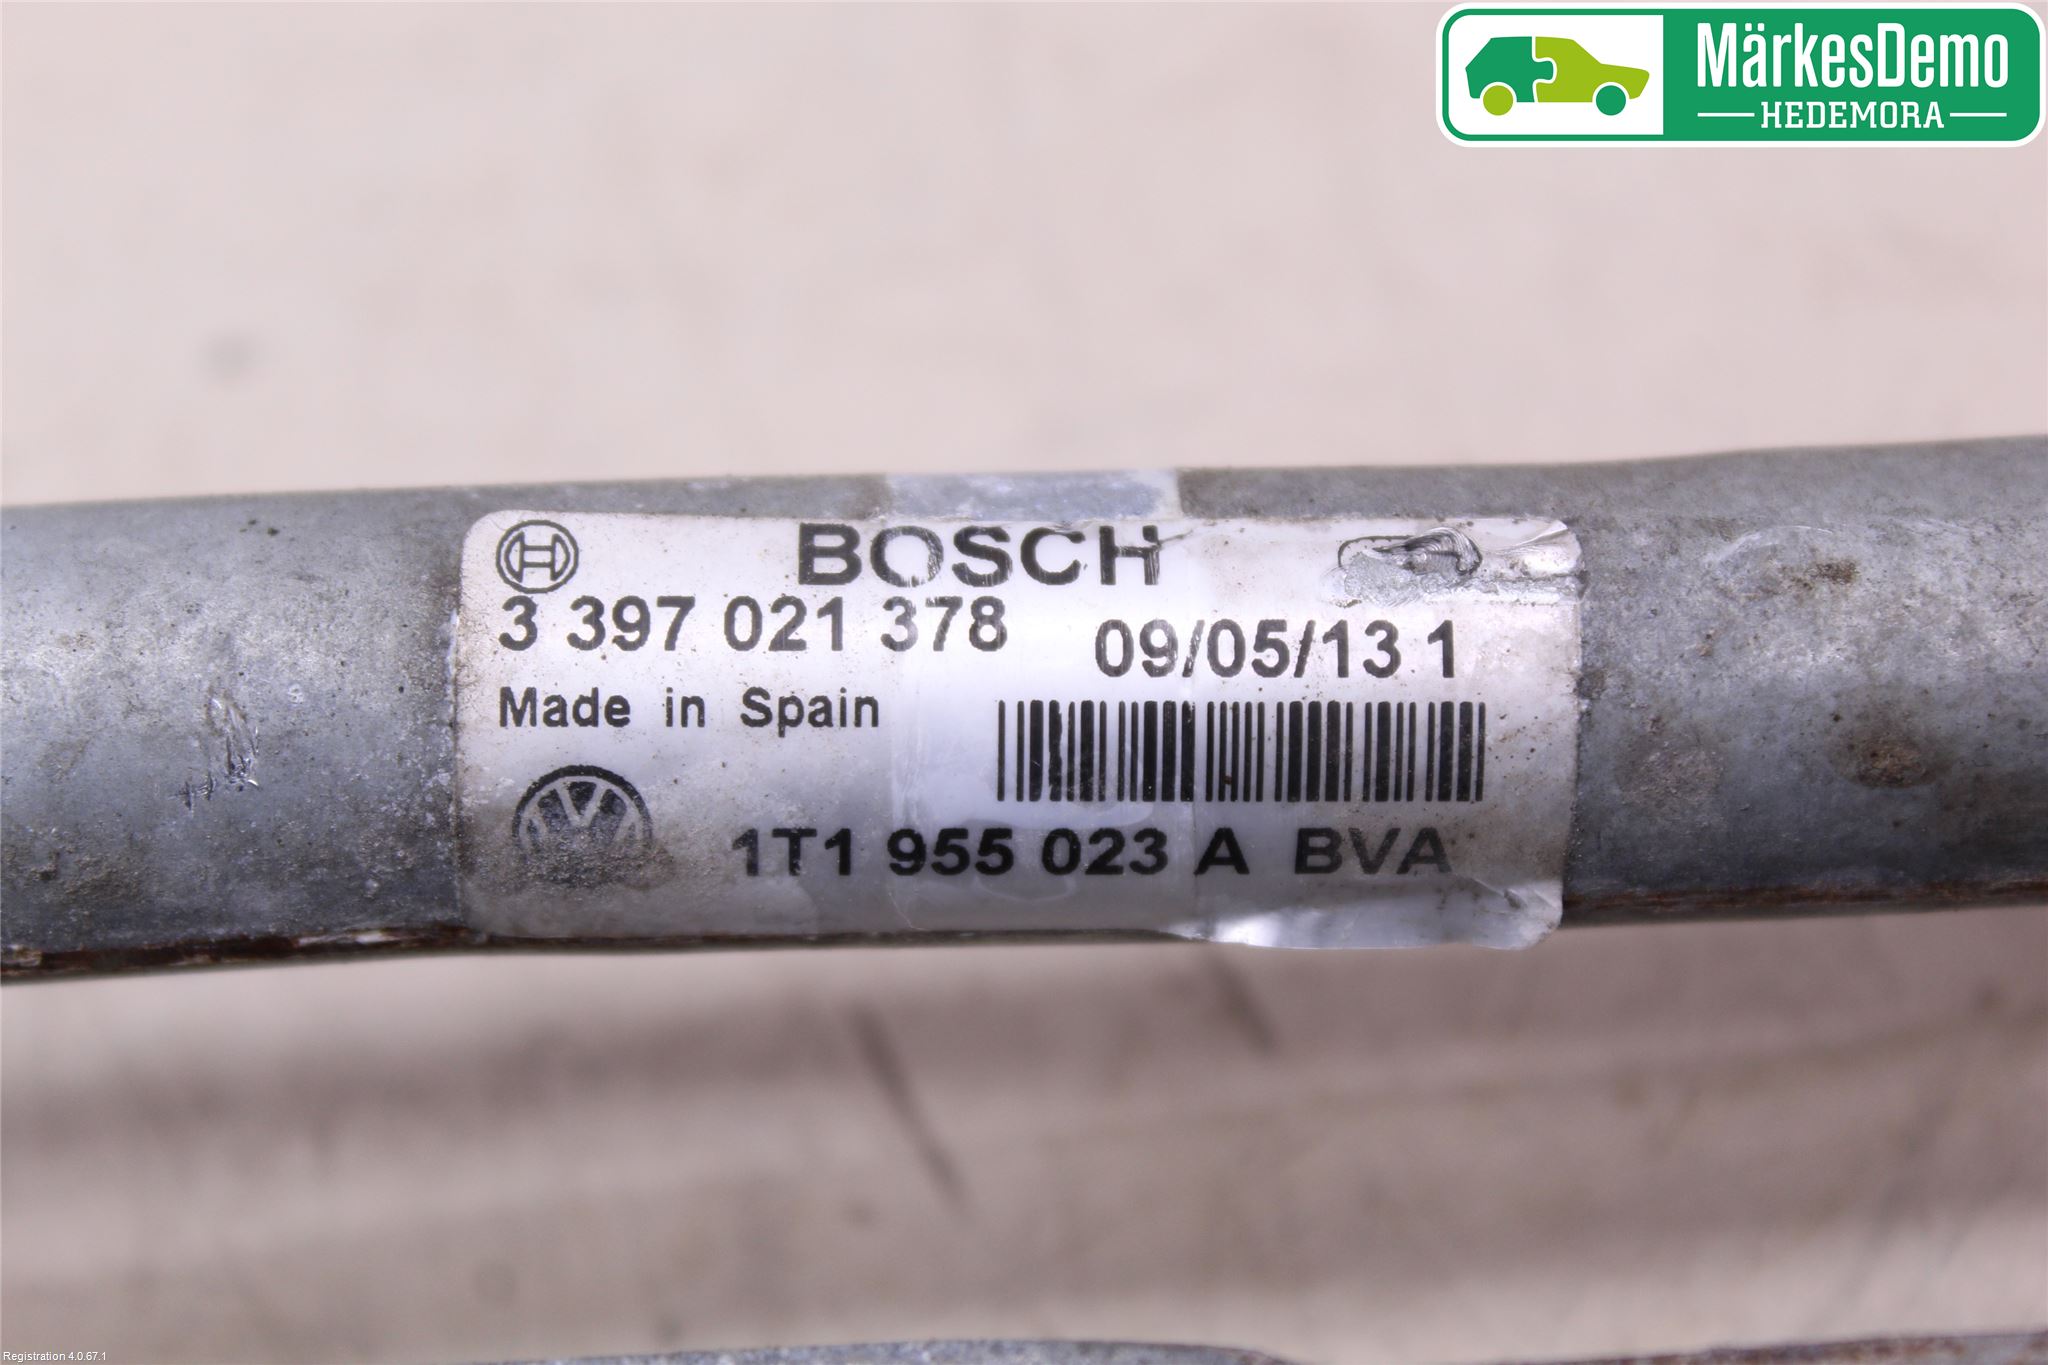 MärkesDemo
HEDEMORA
BOSCH
3 397 021 378
09/05/13 1
Made in Spain
1T1 955 023 A BVA
Registration 4.0.67.1